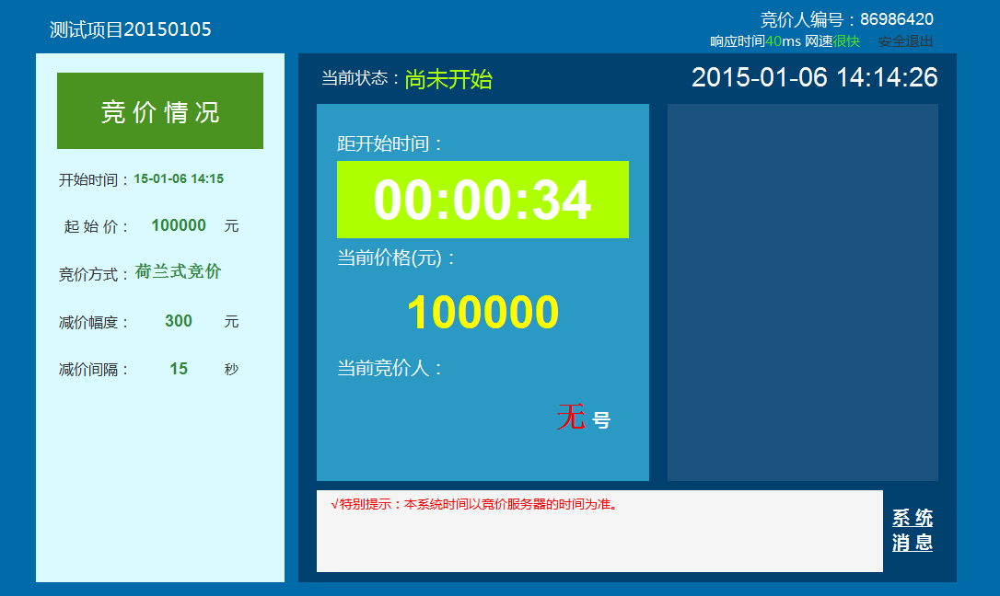 测试项目20150105
竞价人编号：86986420
响应时间40ms 网速很快 安全退出
竞价情况
开始时间：15-01-06 14:15
起 始 价： 100000 元
竞价方式：荷兰式竞价
减价幅度： 300 元
减价间隔： 15 秒
当前状态：尚未开始
2015-01-06 14:14:26
距开始时间：
00:00:34
当前价格(元)：
100000
当前竞价人：
无 号
√特别提示：本系统时间以竞价服务器的时间为准。
系 统
消 息